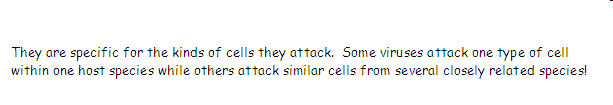 They are specific for the kinds of cells they attack.  Some viruses attack one type of cell
within one host species while others attack similar cells from several closely related species!